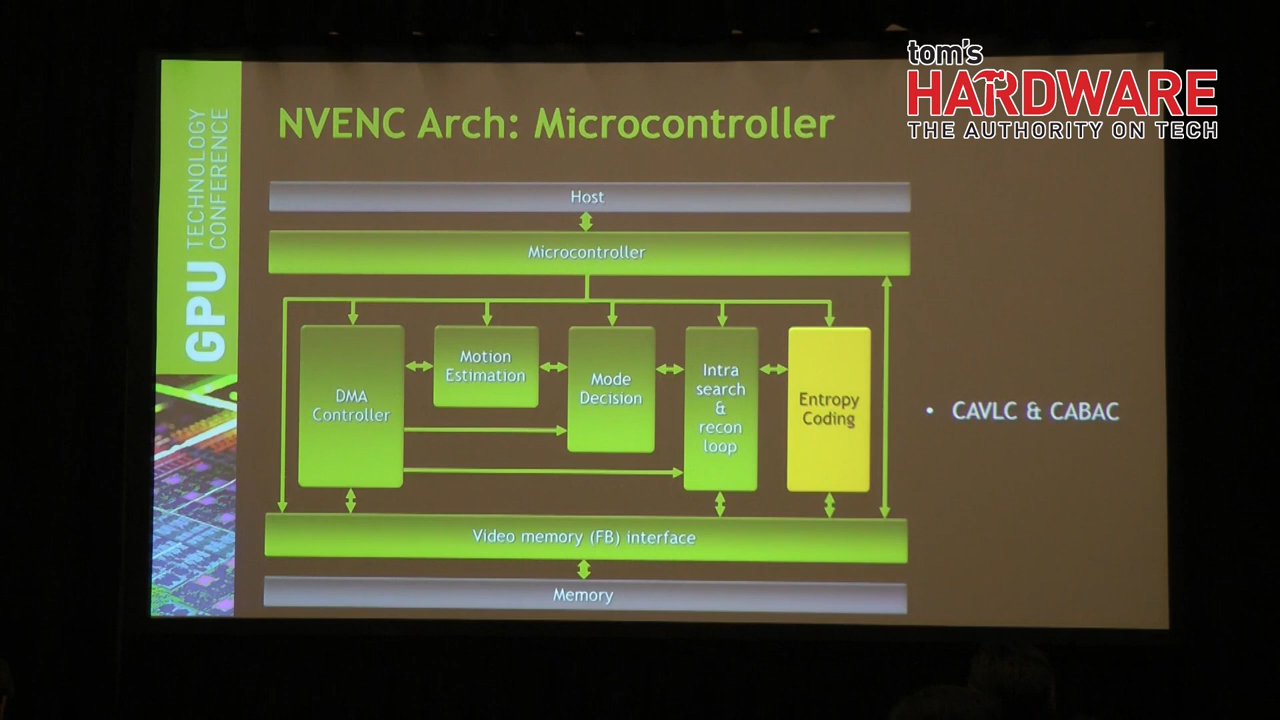 tom's
HARDWARE
THE AUTHORITY ON TECH
GPU TECHNOLOGY
CONFERENCE
NVENC Arch: Microcontroller
Host
Microcontroller
DMA
Controller
Motion
Estimation
Mode
Decision
Intra
search
&
recon
loop
Entropy
Coding
• CAVLC & CABAC
Video memory (FB) interface
Memory